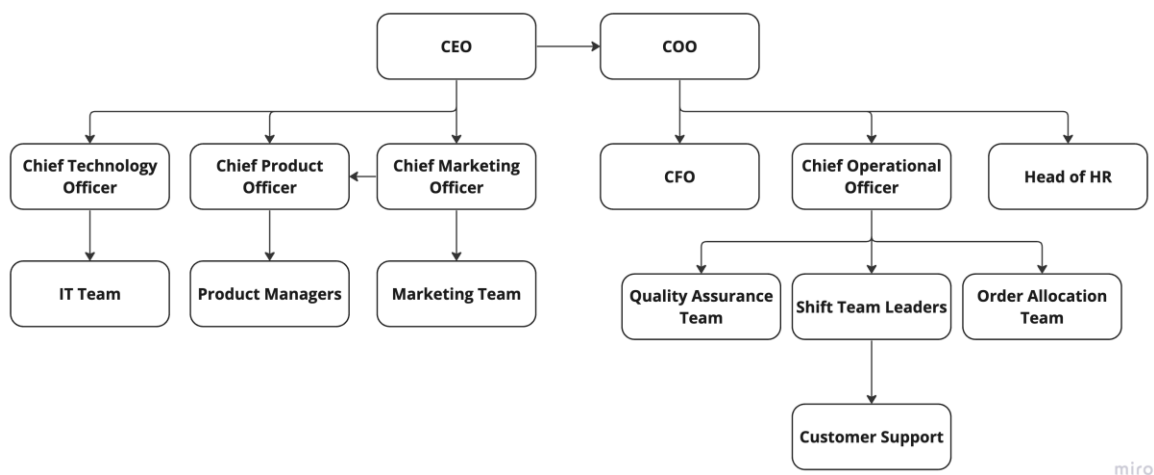 CEO
COO
Chief Technology
Officer
Chief Product
Officer
Chief Marketing
Officer
CFO
Chief Operational
Officer
Head of HR
IT Team
Product Managers
Marketing Team
Quality Assurance
Team
Shift Team Leaders
Order Allocation
Team
Customer Support
miro